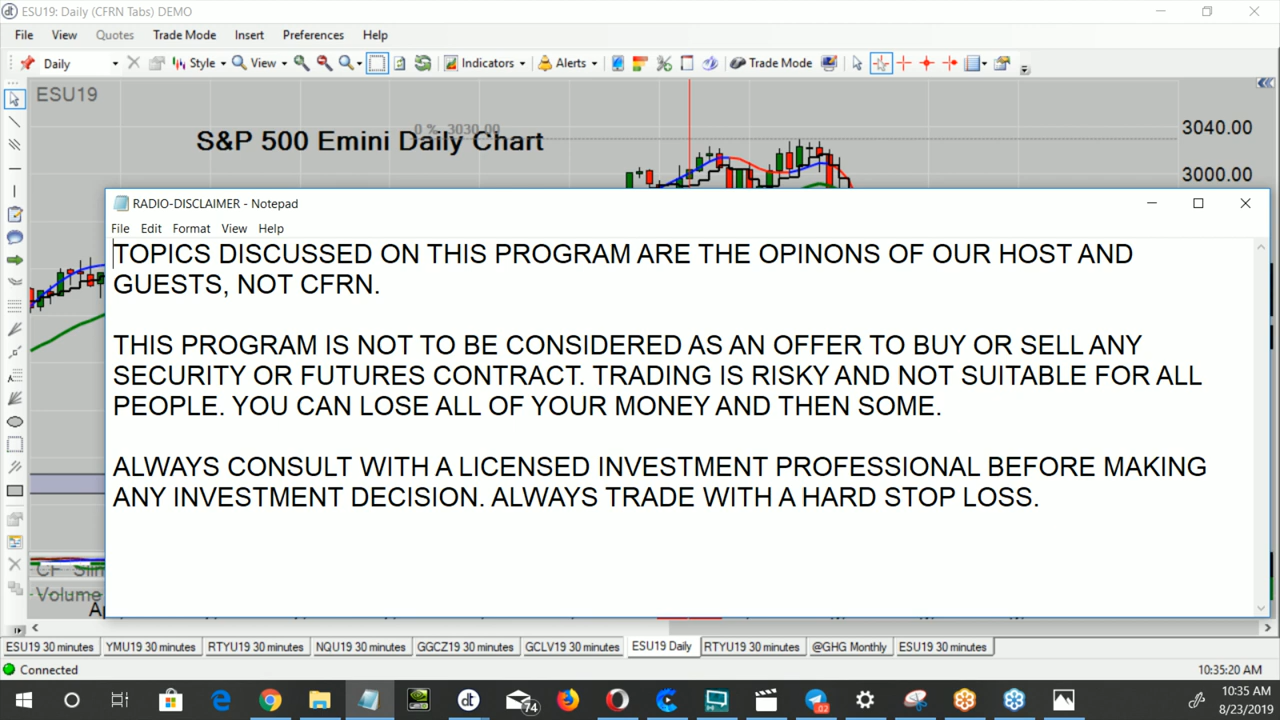 ESU19: Daily (CFRN Tabs) DEMO
File View Quotes Trade Mode Insert Preferences Help
Daily Style View Indicators Alerts Trade Mode
ESU19
0 % 3030.00
S&P 500 Emini Daily Chart
3040.00
3000.00
RADIO-DISCLAIMER - Notepad
File Edit Format View Help
TOPICS DISCUSSED ON THIS PROGRAM ARE THE OPINONS OF OUR HOST AND
GUESTS, NOT CFRN.
THIS PROGRAM IS NOT TO BE CONSIDERED AS AN OFFER TO BUY OR SELL ANY
SECURITY OR FUTURES CONTRACT. TRADING IS RISKY AND NOT SUITABLE FOR ALL
PEOPLE. YOU CAN LOSE ALL OF YOUR MONEY AND THEN SOME.
ALWAYS CONSULT WITH A LICENSED INVESTMENT PROFESSIONAL BEFORE MAKING
ANY INVESTMENT DECISION. ALWAYS TRADE WITH A HARD STOP LOSS.
CF
Volume
ESU19 30 minutes YMU19 30 minutes RTYU19 30 minutes NQU19 30 minutes GGCZ19 30 minutes GCLV19 30 minutes ESU19 Daily RTYU19 30 minutes @GHG Monthly ESU19 30 minutes
Connected 10:35:20 AM
dt 74 02 10:35 AM
8/23/2019